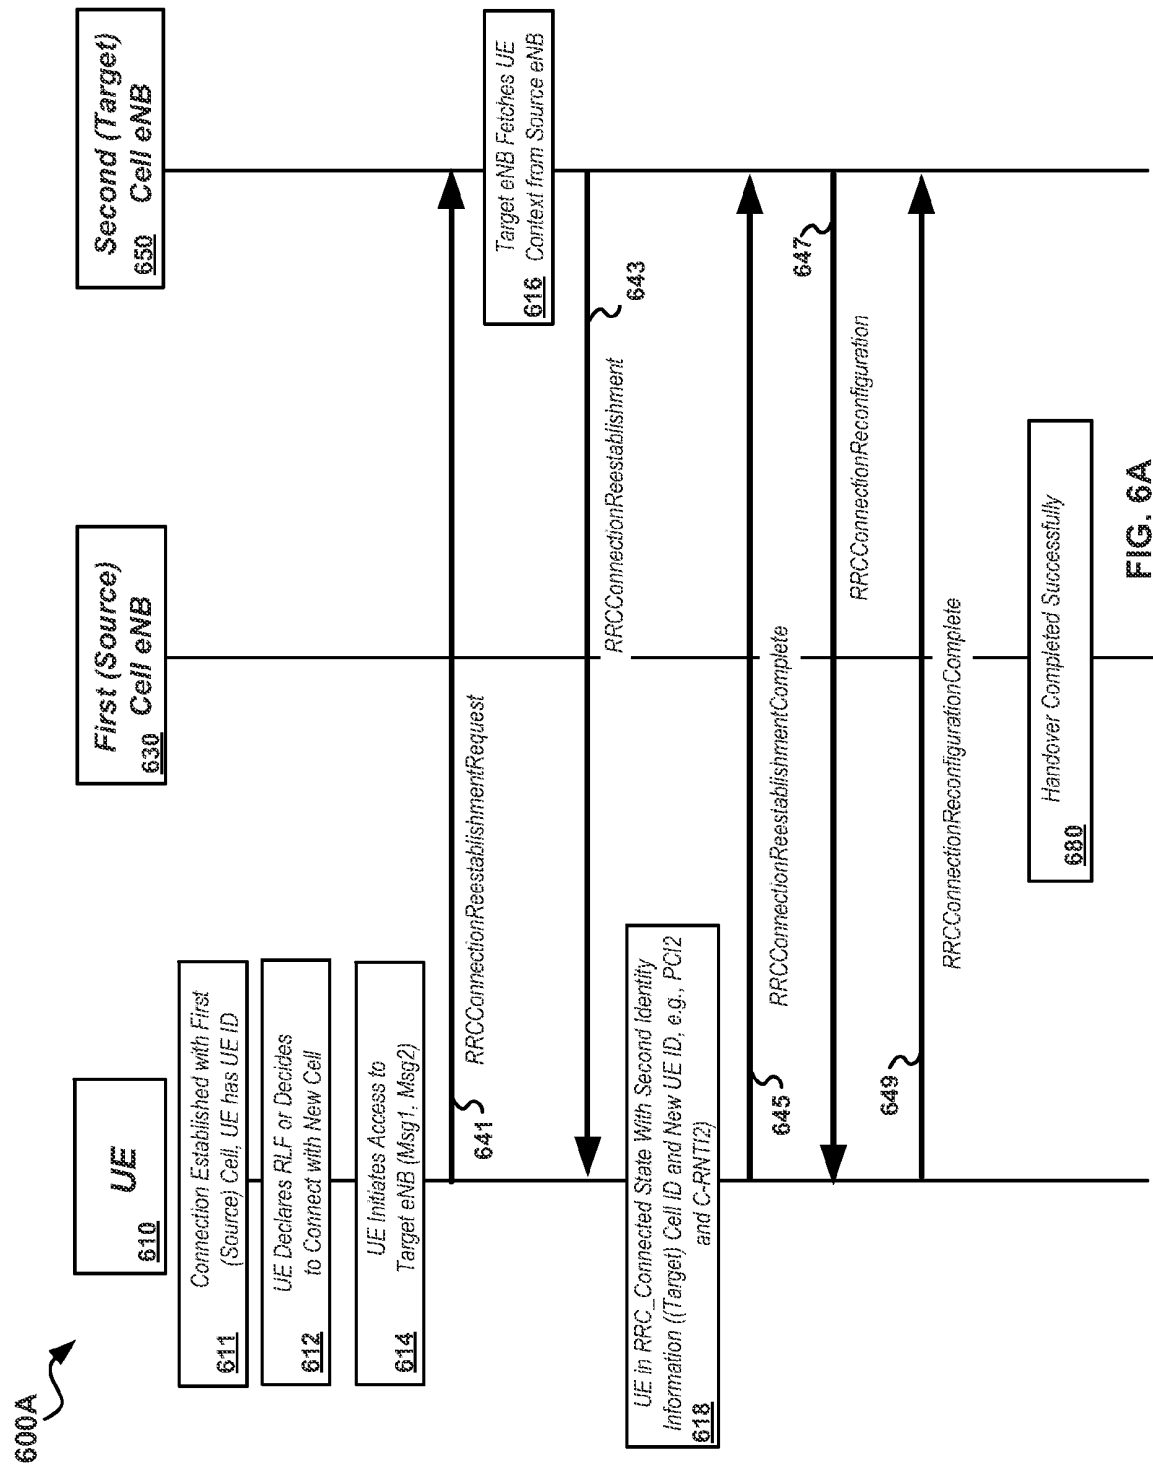 600A
UE
610
First (Source)
Cell eNB
630
Second (Target)
Cell eNB
650
Connection Established with First
(Source) Cell, UE has UE ID
611
UE Declares RLF or Decides
to Connect with New Cell
612
UE Initiates Access to
Target eNB (Msg1, Msg2)
614
641
RRCConnectionReestablishmentRequest
Target eNB Fetches UE
Context from Source eNB
616
643
RRCConnectionReestablishment
UE in RRC_Connected State With Second Identity
Information ((Target) Cell ID and New UE ID, e.g., PCI2
and C-RNTI2)
618
645
RRCConnectionReestablishmentComplete
647
RRCConnectionReconfiguration
649
RRCConnectionReconfigurationComplete
Handover Completed Successfully
680
FIG. 6A